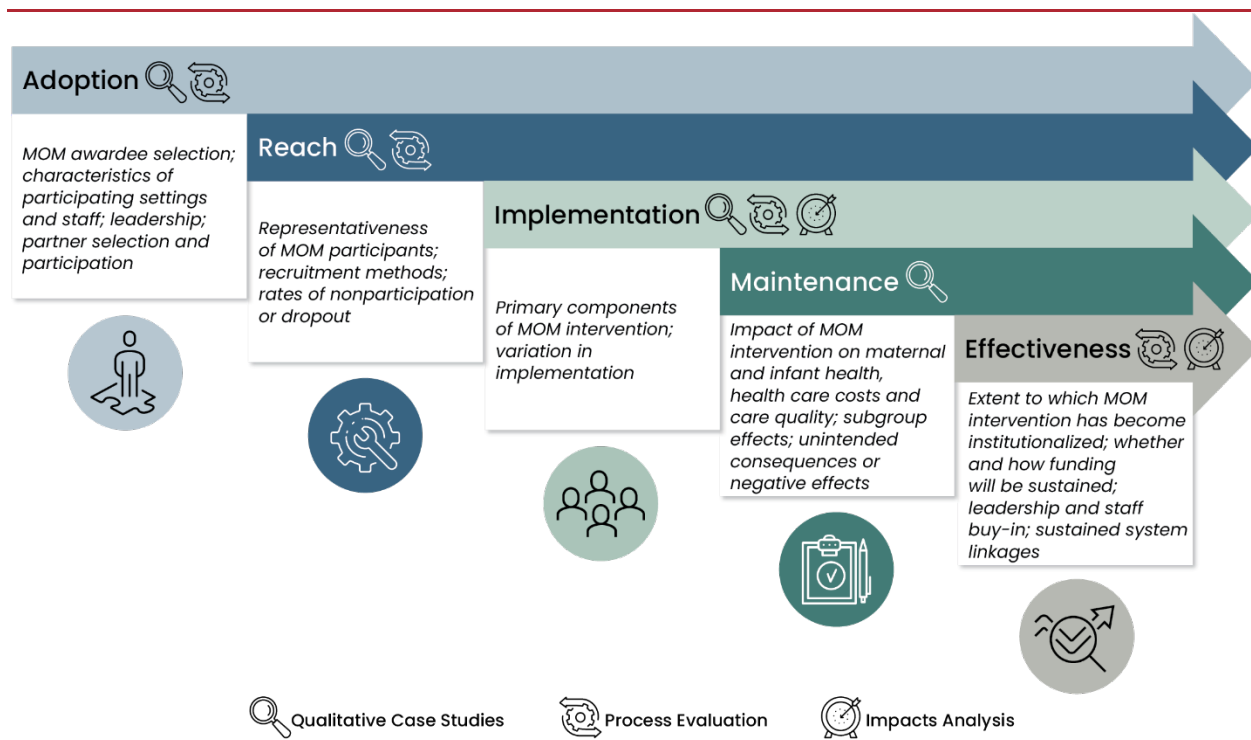 Adoption
MOM awardee selection;
characteristics of
participating settings
and staff; leadership;
partner selection and
participation
Reach
Representativeness
of MOM participants;
recruitment methods;
rates of nonparticipation
or dropout
Implementation
Primary components
of MOM intervention;
variation in
implementation
Maintenance
Impact of MOM
intervention on maternal
and infant health,
health care costs and
care quality; subgroup
effects; unintended
consequences or
negative effects
Effectiveness
Extent to which MOM
intervention has become
institutionalized; whether
and how funding
will be sustained;
leadership and staff
buy-in; sustained system
linkages
Qualitative Case Studies
Process Evaluation
Impacts Analysis